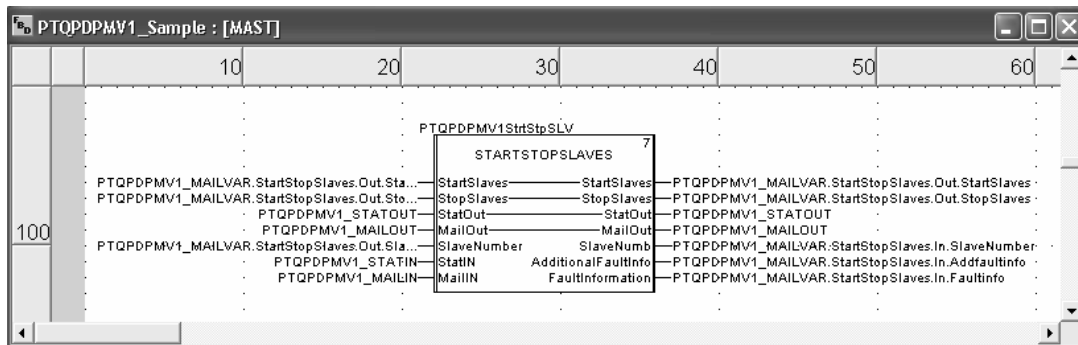 FBD PTQPDPMV1_Sample : [MAST]
10 20 30 40 50 60
PTQPDPMV1StrtStpSLV
7
STARTSTOPSLAVES
PTQPDPMV1_MAILVAR.StartStopSlaves.Out.Sta... StartSlaves StartSlaves PTQPDPMV1_MAILVAR.StartStopSlaves.Out.StartSlaves
PTQPDPMV1_MAILVAR.StartStopSlaves.Out.Sto... StopSlaves StopSlaves PTQPDPMV1_MAILVAR.StartStopSlaves.Out.StopSlaves
PTQPDPMV1_STATOUT StatOut StatOut PTQPDPMV1_STATOUT
100 PTQPDPMV1_MAILOUT MailOut MailOut PTQPDPMV1_MAILOUT
PTQPDPMV1_MAILVAR.StartStopSlaves.Out.Sla... SlaveNumber SlaveNumb PTQPDPMV1_MAILVAR.StartStopSlaves.In.SlaveNumber
PTQPDPMV1_STATIN StatIN AdditionalFaultInfo PTQPDPMV1_MAILVAR.StartStopSlaves.In.Addfaultinfo
PTQPDPMV1_MAILIN MailIN FaultInformation PTQPDPMV1_MAILVAR.StartStopSlaves.In.Faultinfo